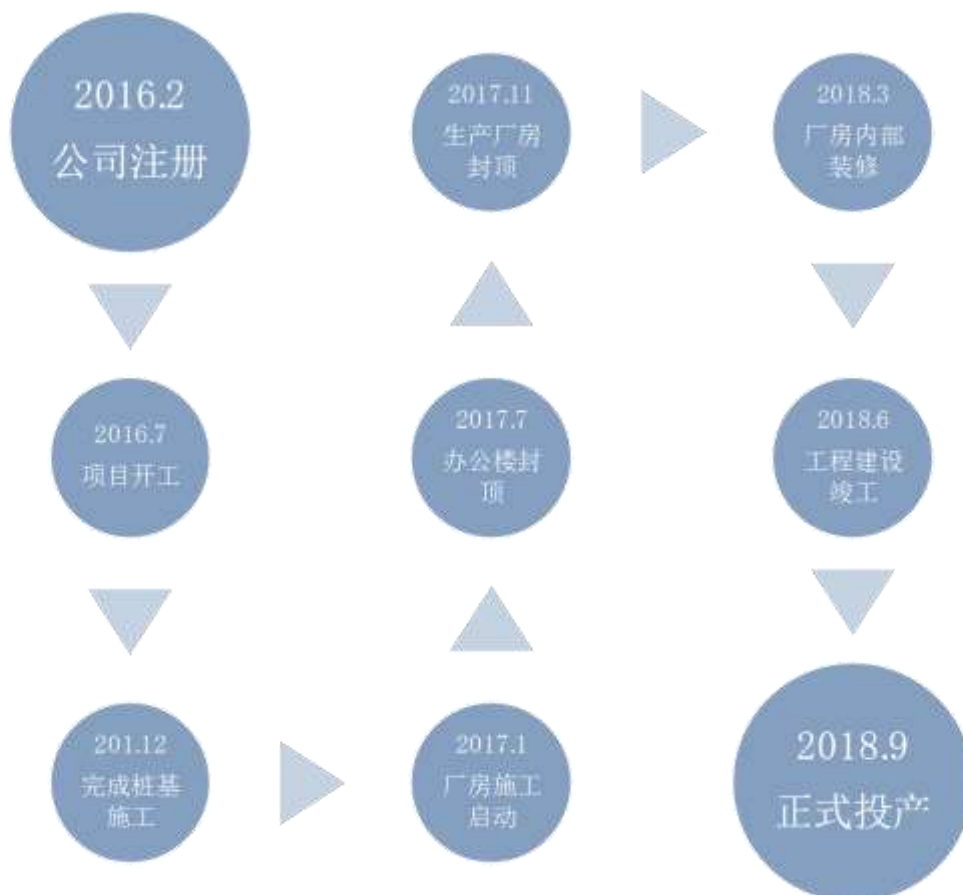 2016.2
公司注册
2016.7
项目开工
201.12
完成桩基
施工
2017.1
厂房施工
启动
2017.7
办公楼封
顶
2017.11
生产厂房
封顶
2018.3
厂房内部
装修
2018.6
工程建设
竣工
2018.9
正式投产